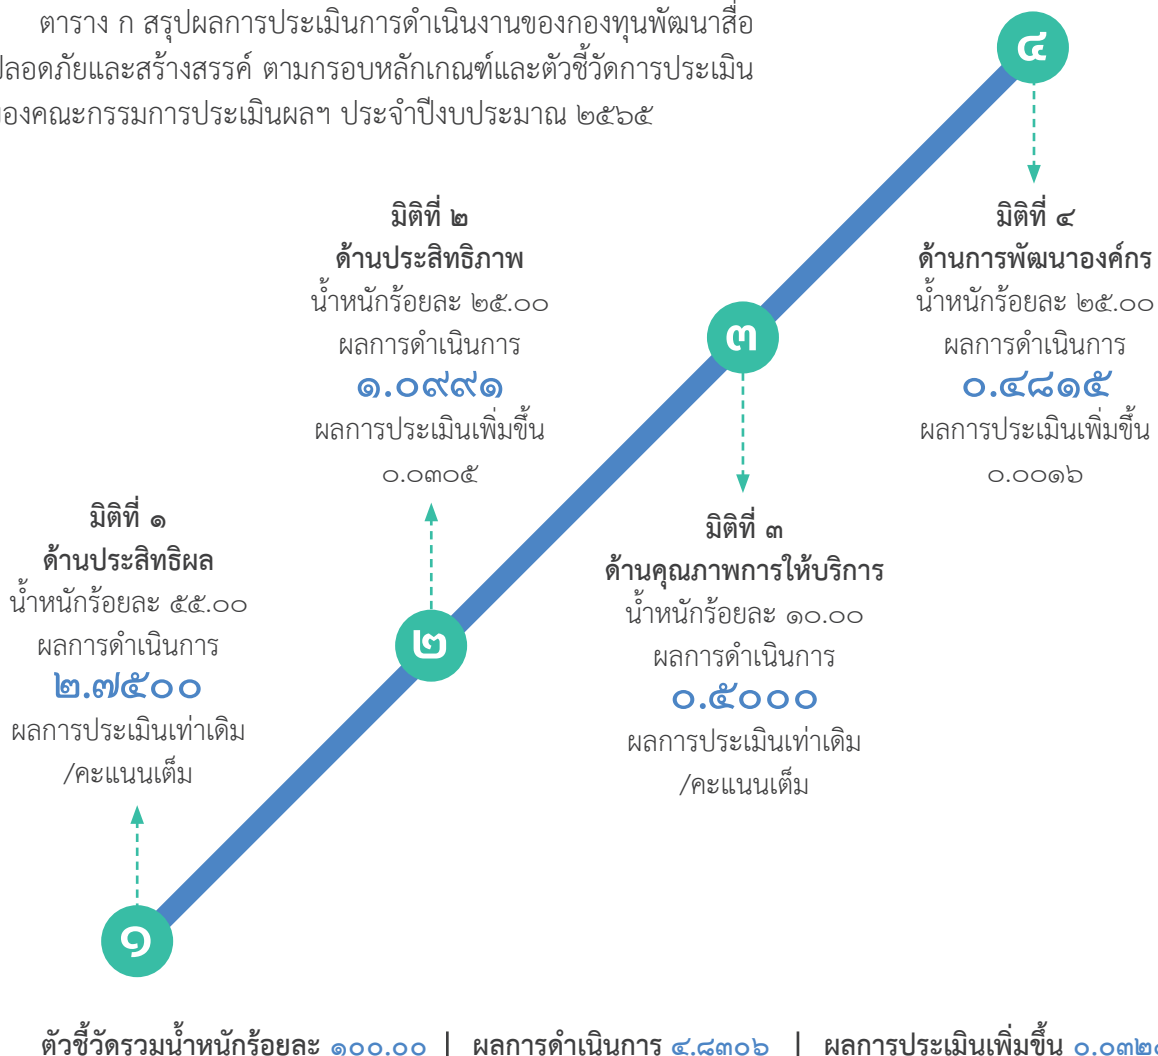 ตาราง ก สรุปผลการประเมินการดำเนินงานของกองทุนพัฒนาสื่อ
ปลอดภัยและสร้างสรรค์ ตามกรอบหลักเกณฑ์และตัวชี้วัดการประเมิน
ของคณะกรรมการประเมินผลฯ ประจำปีงบประมาณ ๒๕๖๕
๔
มิติที่ ๒
ด้านประสิทธิภาพ
น้ำหนักร้อยละ ๒๕.๐๐
ผลการดำเนินการ
๑.๐๙๙๑
ผลการประเมินเพิ่มขึ้น
๐.๐๓๐๕
มิติที่ ๔
ด้านการพัฒนาองค์กร
น้ำหนักร้อยละ ๒๕.๐๐
ผลการดำเนินการ
๐.๔๘๑๕
ผลการประเมินเพิ่มขึ้น
๐.๐๐๑๖
๓
มิติที่ ๑
ด้านประสิทธิผล
น้ำหนักร้อยละ ๕๕.๐๐
ผลการดำเนินการ
๒.๗๕๐๐
ผลการประเมินเท่าเดิม
/คะแนนเต็ม
มิติที่ ๓
ด้านคุณภาพการให้บริการ
น้ำหนักร้อยละ ๑๐.๐๐
ผลการดำเนินการ
๐.๕๐๐๐
ผลการประเมินเท่าเดิม
/คะแนนเต็ม
๒
๑
ตัวชี้วัดรวมน้ำหนักร้อยละ ๑๐๐.๐๐ | ผลการดำเนินการ ๔.๘๓๐๖ | ผลการประเมินเพิ่มขึ้น